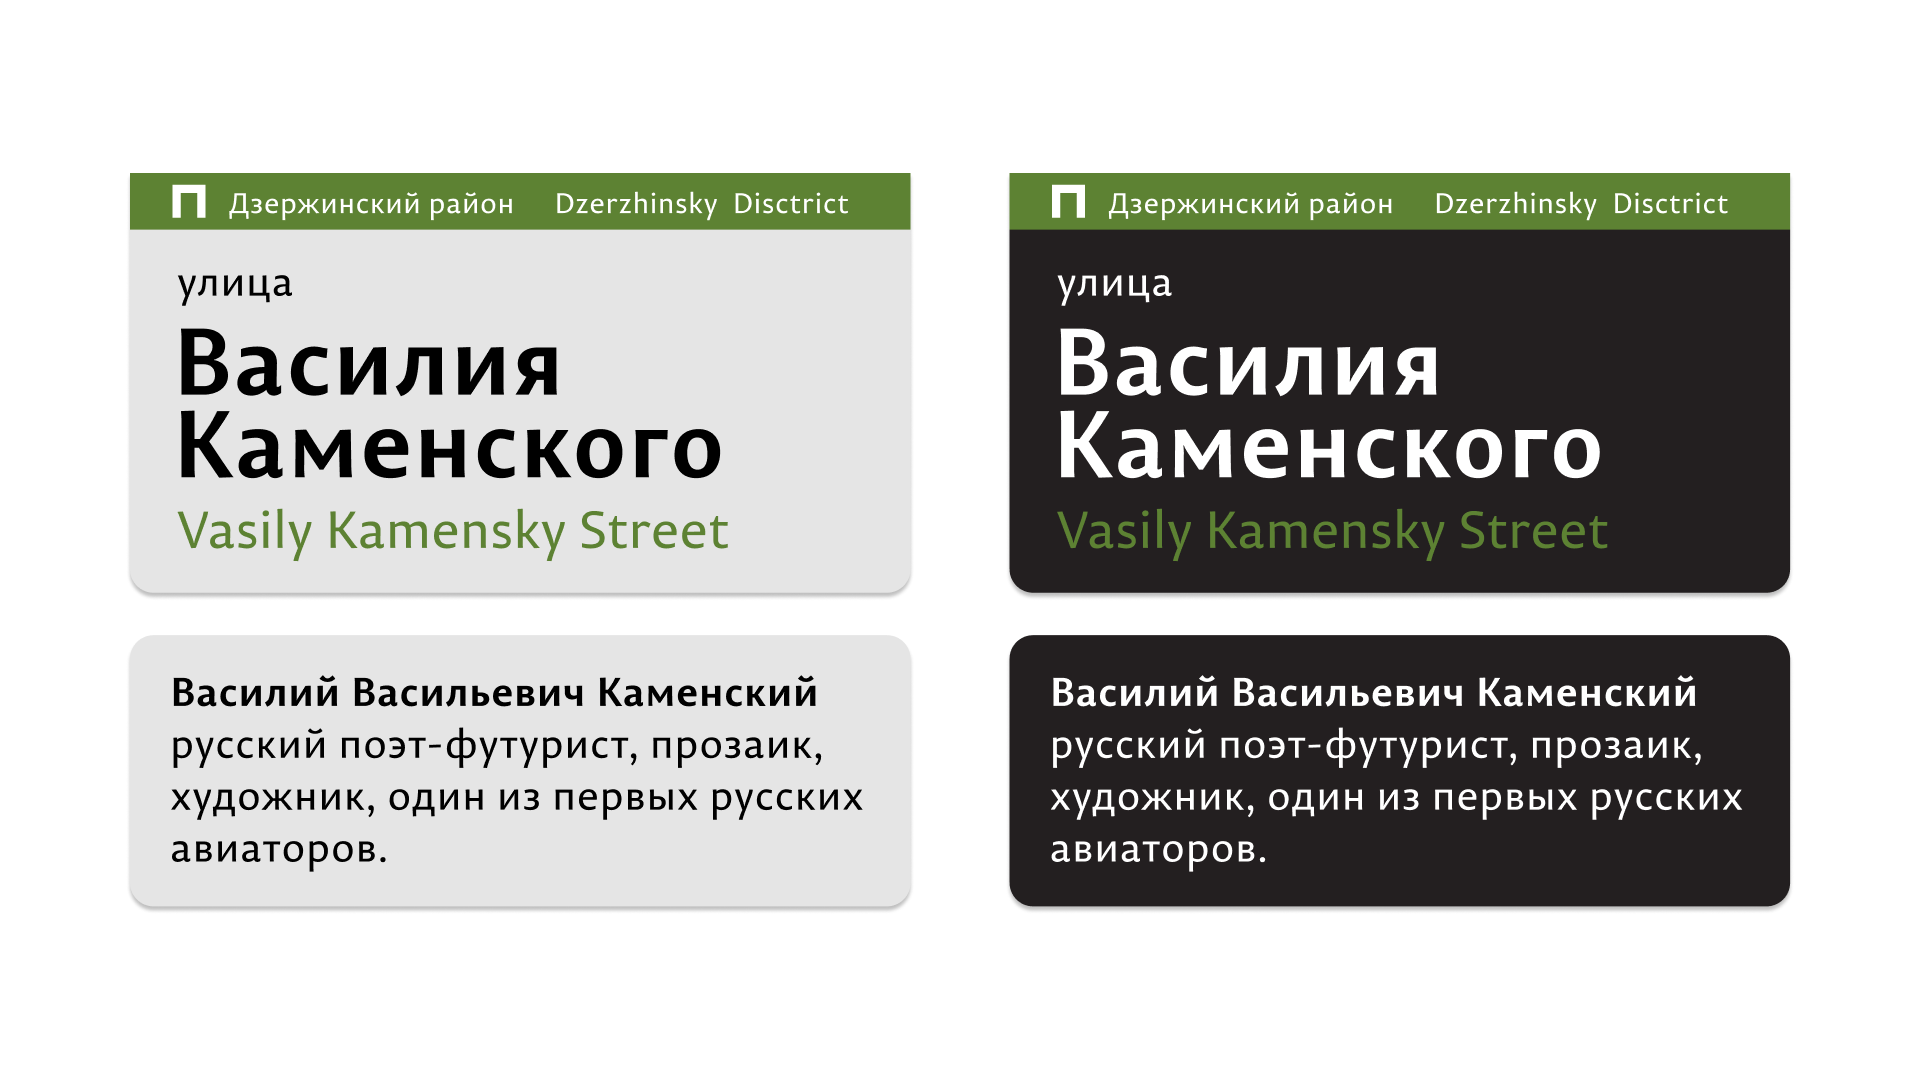 П Дзержинский район Dzerzhinsky Disctrict
улица
Василия
Каменского
Vasily Kamensky Street
Василий Васильевич Каменский
русский поэт-футурист, прозаик,
художник, один из первых русских
авиаторов.
П Дзержинский район Dzerzhinsky Disctrict
улица
Василия
Каменского
Vasily Kamensky Street
Василий Васильевич Каменский
русский поэт-футурист, прозаик,
художник, один из первых русских
авиаторов.